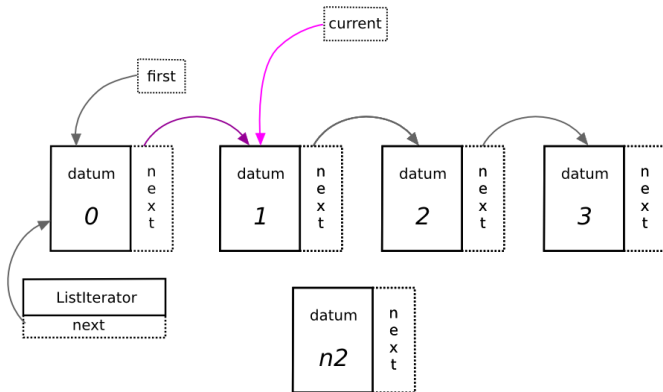 current
first
datum
next
0
datum
next
1
datum
next
2
datum
next
3
ListIterator
next
datum
next
n2